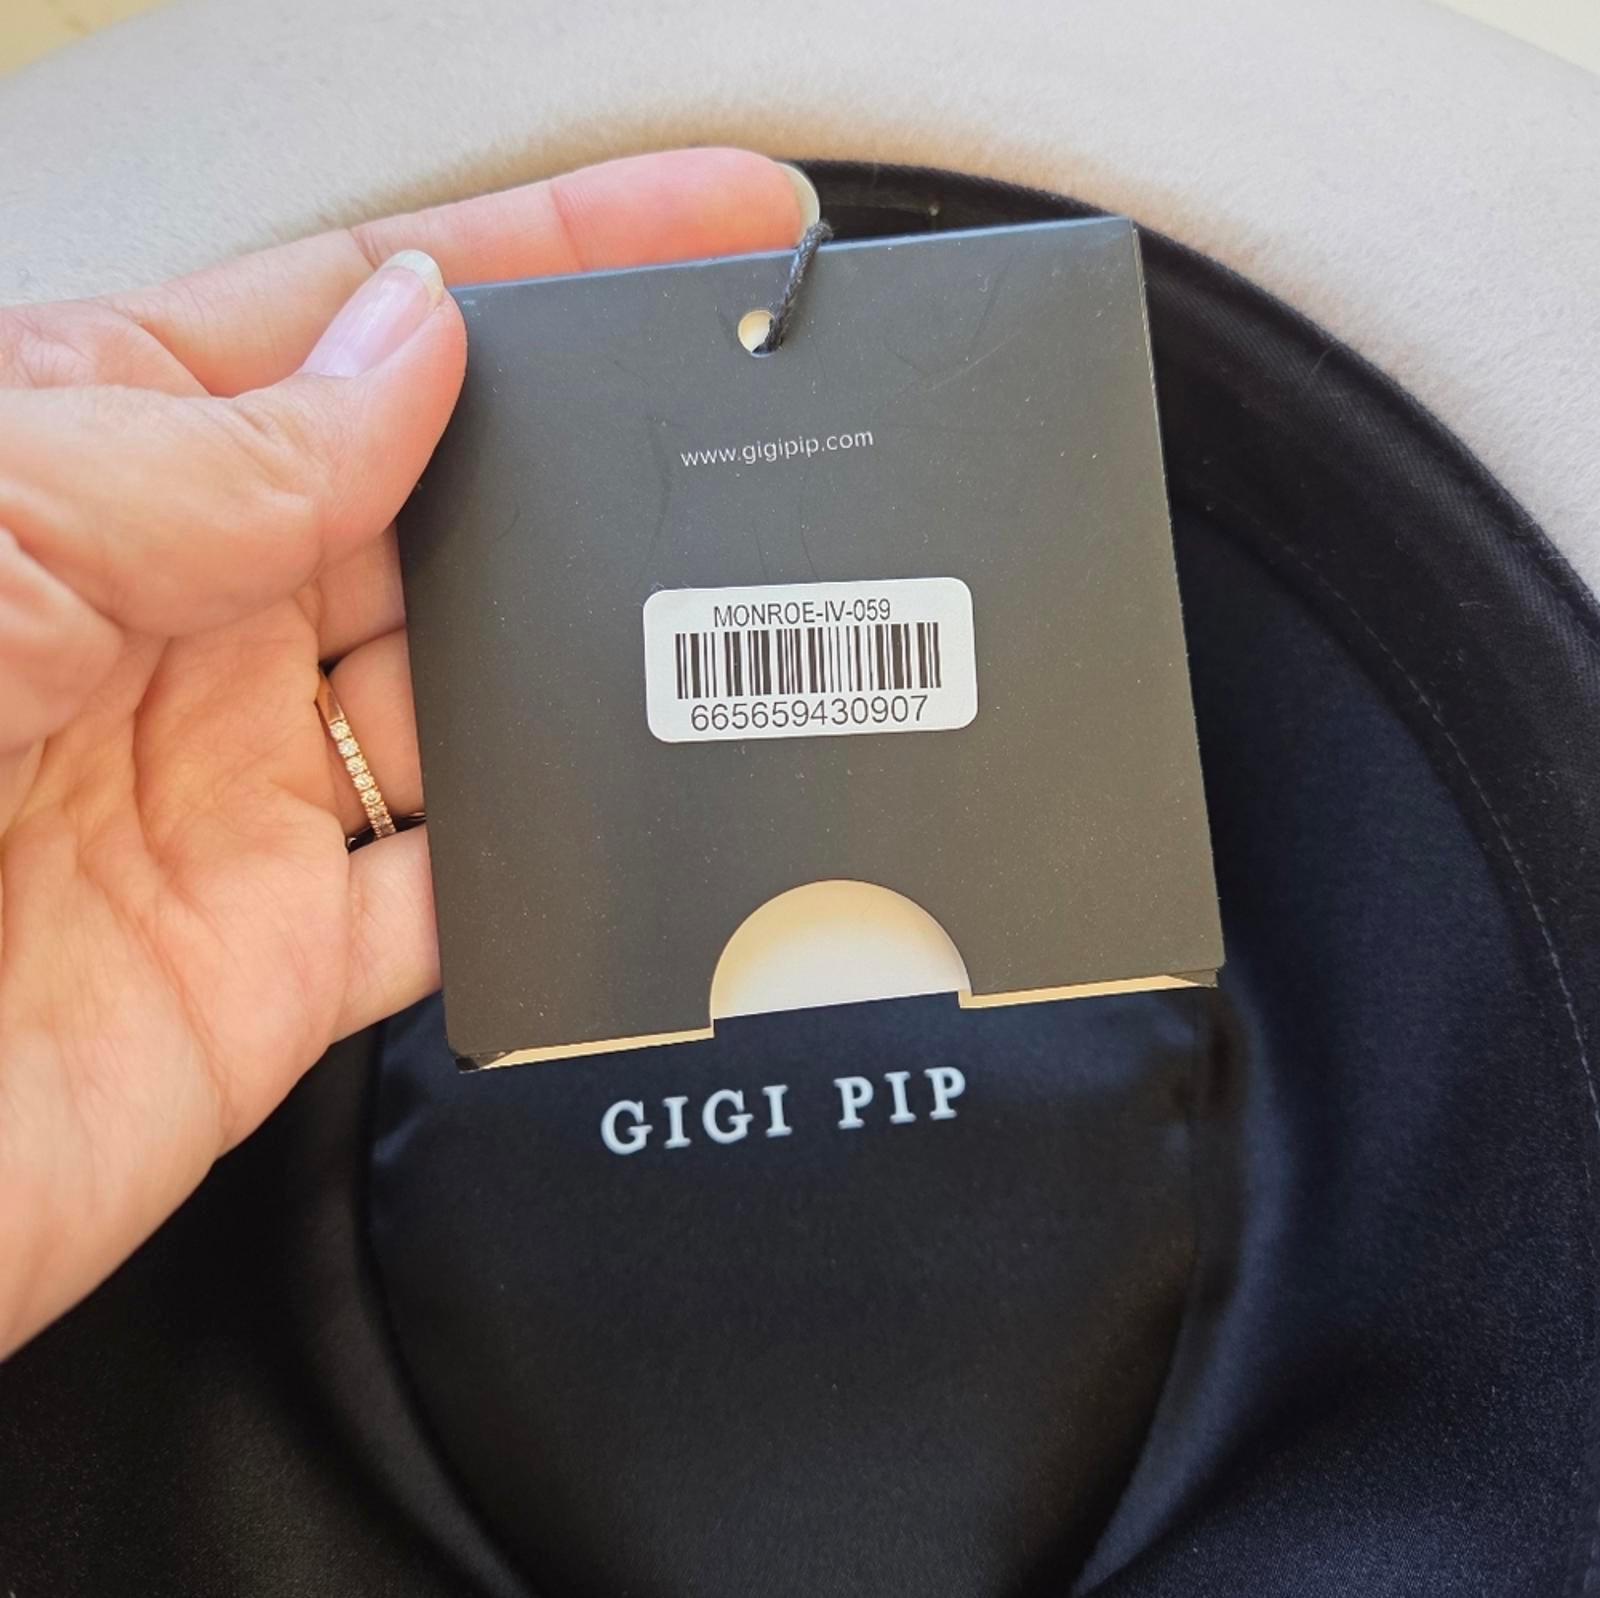 www.gigipip.com
MONROE-IV-059
665659430907
GIGI PIP